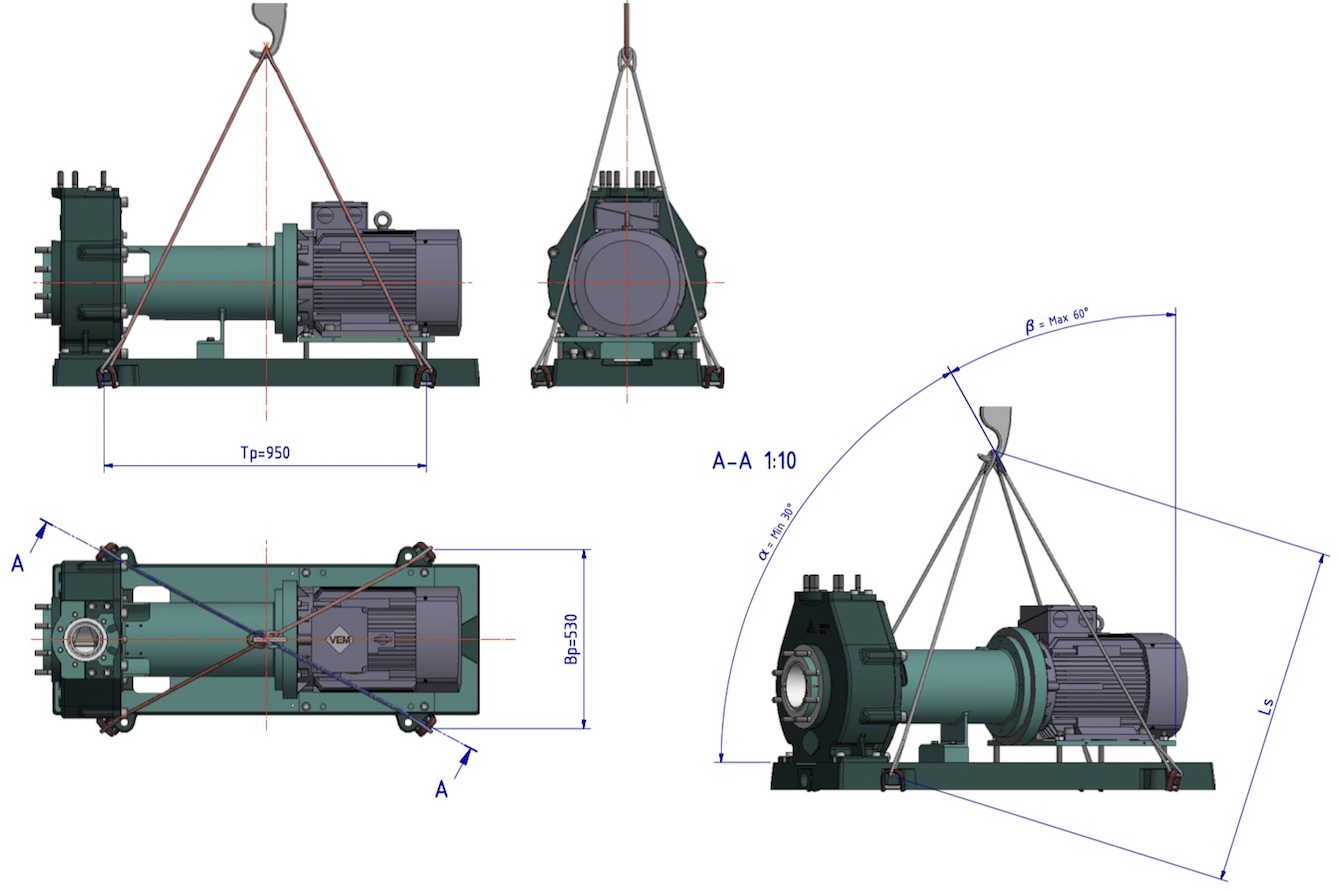 Tp=950
A
Bp=530
VEM
A
A-A 1:10
β = Max 60°
α = Min 30°
Ls